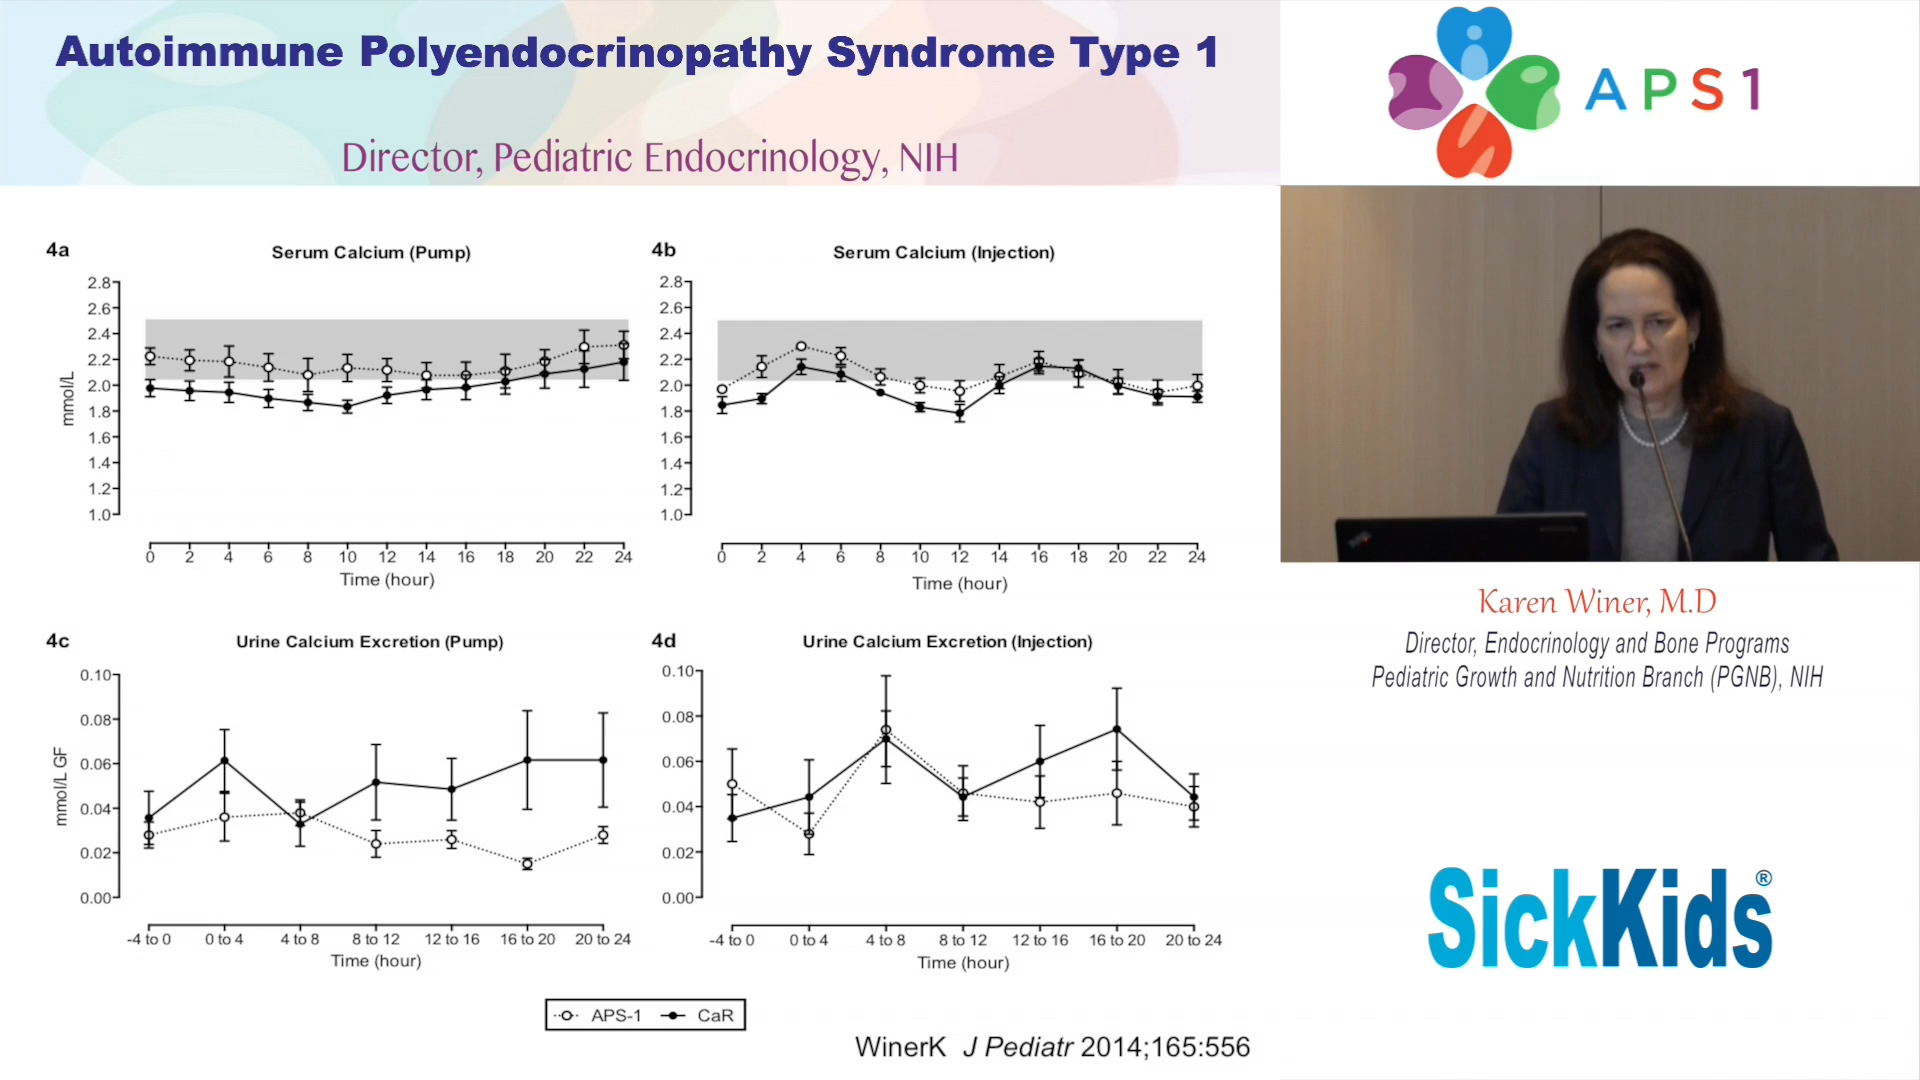 Autoimmune Polyendocrinopathy Syndrome Type 1
Director, Pediatric Endocrinology, NIH
APS1
4a
Serum Calcium (Pump)
2.8
2.6
2.4
2.2
2.0
1.8
1.6
1.4
1.2
1.0
mmol/L
0 2 4 6 8 10 12 14 16 18 20 22 24
Time (hour)
4b
Serum Calcium (Injection)
2.8
2.6
2.4
2.2
2.0
1.8
1.6
1.4
1.2
1.0
0 2 4 6 8 10 12 14 16 18 20 22 24
Time (hour)
4c
Urine Calcium Excretion (Pump)
0.10
0.08
0.06
0.04
0.02
0.00
mmol/L GF
-4 to 0 0 to 4 4 to 8 8 to 12 12 to 16 16 to 20 20 to 24
Time (hour)
4d
Urine Calcium Excretion (Injection)
0.10
0.08
0.06
0.04
0.02
0.00
-4 to 0 0 to 4 4 to 8 8 to 12 12 to 16 16 to 20 20 to 24
Time (hour)
APS-1 CaR
WinerK J Pediatr 2014;165:556
Karen Winer, M.D
Director, Endocrinology and Bone Programs
Pediatric Growth and Nutrition Branch (PGNB), NIH
SickKids®